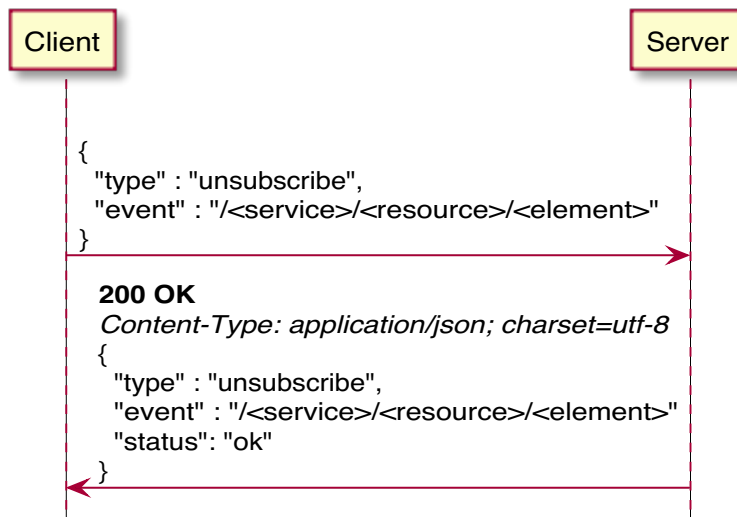 Client
Server
{
"type" : "unsubscribe",
"event" : "/<service>/<resource>/<element>"
}
200 OK
Content-Type: application/json; charset=utf-8
{
"type" : "unsubscribe",
"event" : "/<service>/<resource>/<element>"
"status": "ok"
}